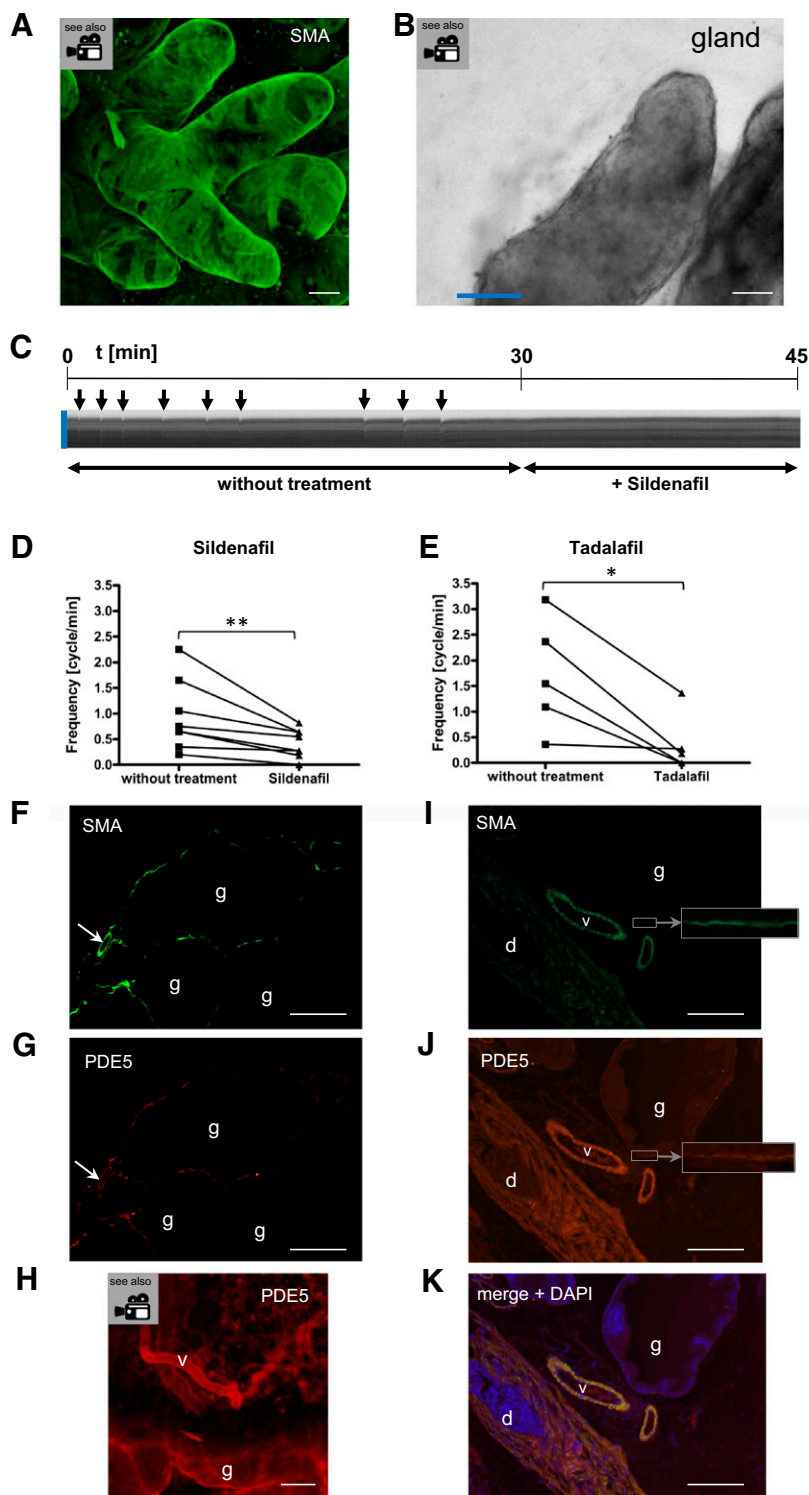 A
see also
SMA
B
see also
gland
C
0 t [min] 30 45
without treatment + Sildenafil
D
Sildenafil
Frequency [cycle/min]
3.5
3.0
2.5
2.0
1.5
1.0
0.5
0.0
**
without treatment Sildenafil
E
Tadalafil
Frequency [cycle/min]
3.5
3.0
2.5
2.0
1.5
1.0
0.5
0.0
*
without treatment Tadalafil
F
SMA
g
g g
G
PDE5
g
g g
H
see also
PDE5
v
g
I
SMA
g
v
d
J
PDE5
g
v
d
K
merge + DAPI
g
v
d